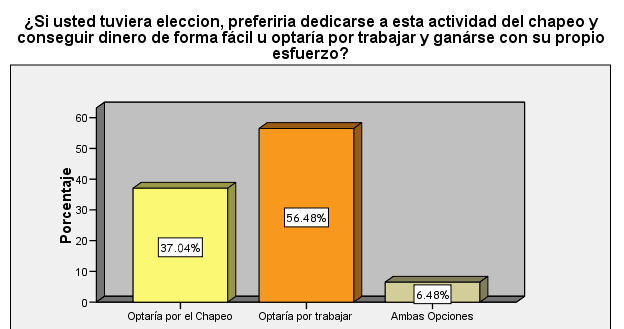 ¿Si usted tuviera eleccion, preferiria dedicarse a esta actividad del chapeo y
conseguir dinero de forma fácil u optaría por trabajar y ganárse con su propio
esfuerzo?
Porcentaje
60
50
40
30
20
10
0
37.04%
56.48%
6.48%
Optaría por el Chapeo
Optaría por trabajar
Ambas Opciones